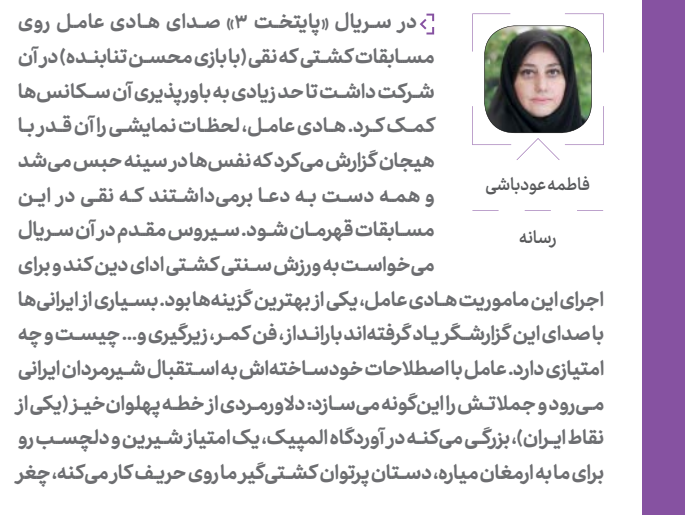 در سریال «پایتخت ۳» صدای هادی عامل روی
مسابقات کشتی که نقی (با بازی محسن تنابنده) در آن
شرکت داشت تا حد زیادی به باورپذیری آن سکانس‌ها
کمک کرد. هادی عامل، لحظات نمایشی را آن قدر با
هیجان گزارش می‌کرد که نفس‌ها در سینه حبس می‌شد
و همه دست به دعا برمی‌داشتند که نقی در این
مسابقات قهرمان شود. سیروس مقدم در آن سریال
می‌خواست به ورزش سنتی کشتی ادای دین کند و برای
اجرای این ماموریت هادی عامل، یکی از بهترین گزینه‌ها بود. بسیاری از ایرانی‌ها
با صدای این گزارشگر یاد گرفته‌اند بارانداز، فن کمر، زیرگیری و... چیست و چه
امتیازی دارد. عامل با اصطلاحات خودساخته‌اش به استقبال شیرمردان ایرانی
می‌رود و جملاتش را این‌گونه می‌سازد: دلاورمردی از خطه پهلوان‌خیز (یکی از
نقاط ایران)، بزرگی می‌کنه در آوردگاه المپیک، یک امتیاز شیرین و دلچسب رو
برای ما به ارمغان میاره، دستان پرتوان کشتی‌گیر ما روی حریف کار می‌کنه، چغر
فاطمه عودباشی
رسانه